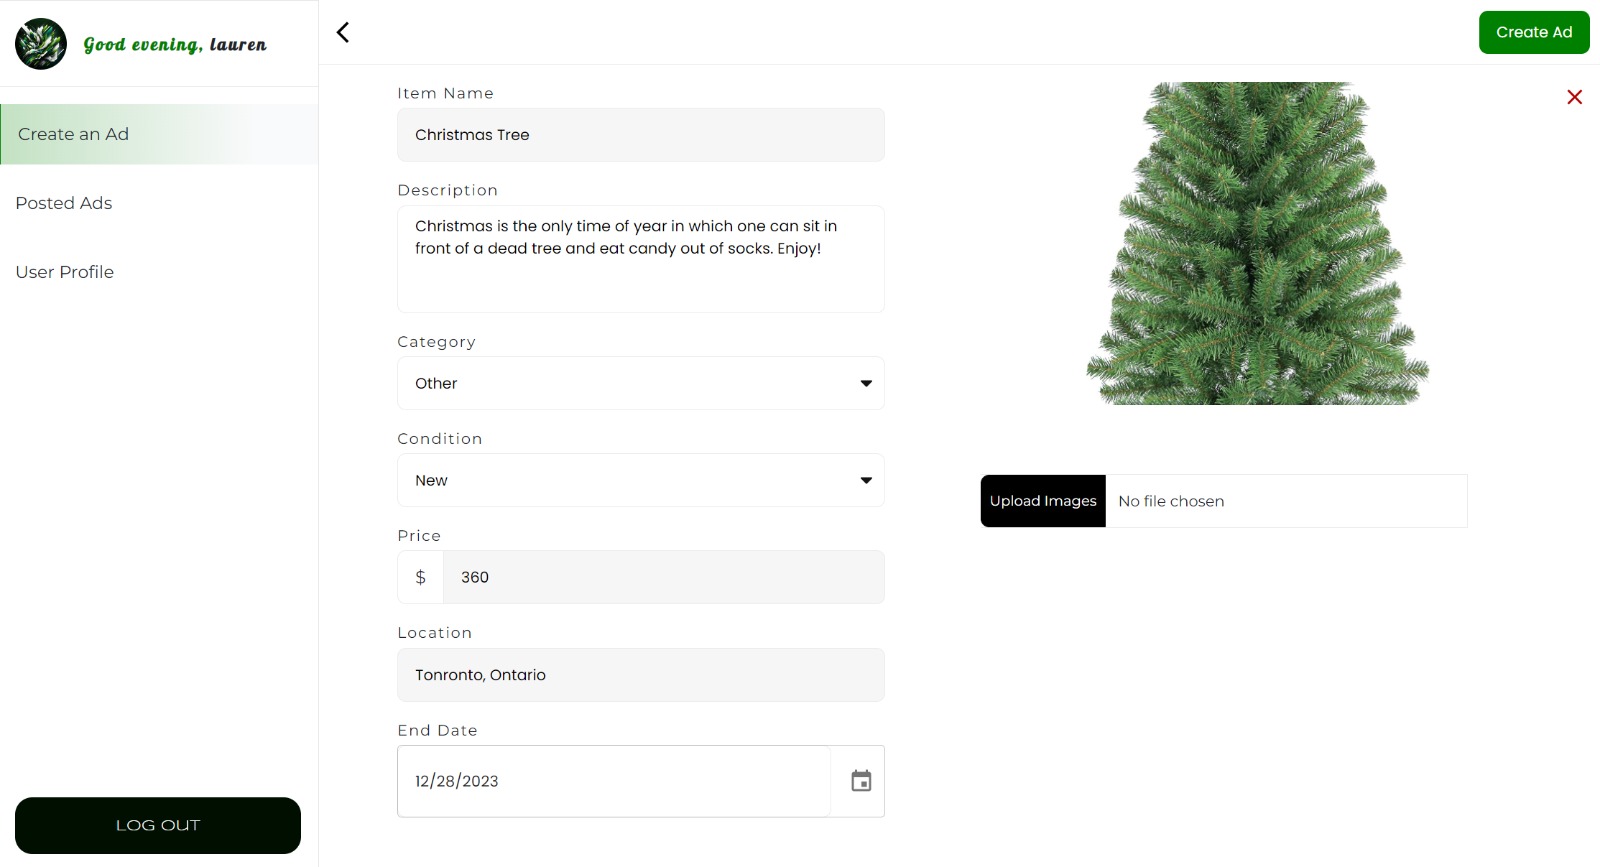 Good evening, lauren
Create Ad
Create an Ad
Posted Ads
User Profile
LOG OUT
Item Name
Christmas Tree
Description
Christmas is the only time of year in which one can sit in
front of a dead tree and eat candy out of socks. Enjoy!
Category
Other
Condition
New
Price
$ 360
Location
Tonronto, Ontario
End Date
12/28/2023
Upload Images No file chosen